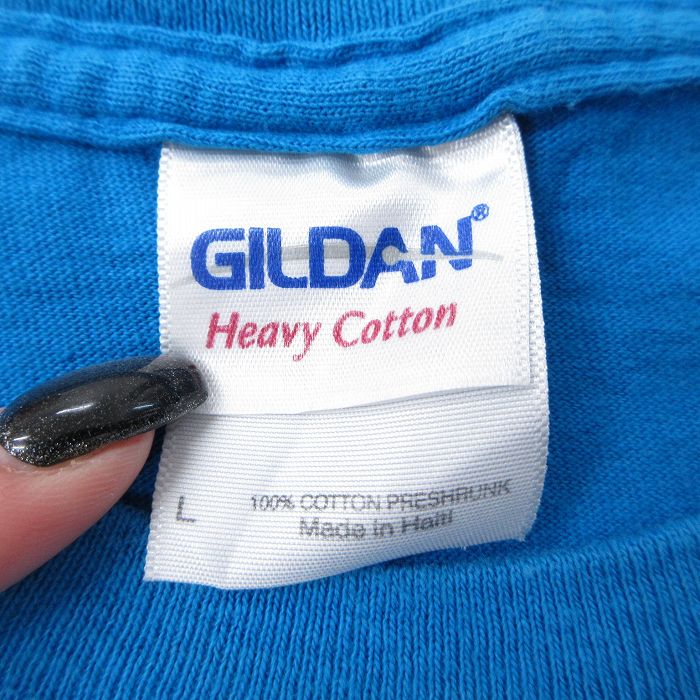 GILDAN®
Heavy Cotton
L
100% COTTON PRESHRUNK
Made in Haiti